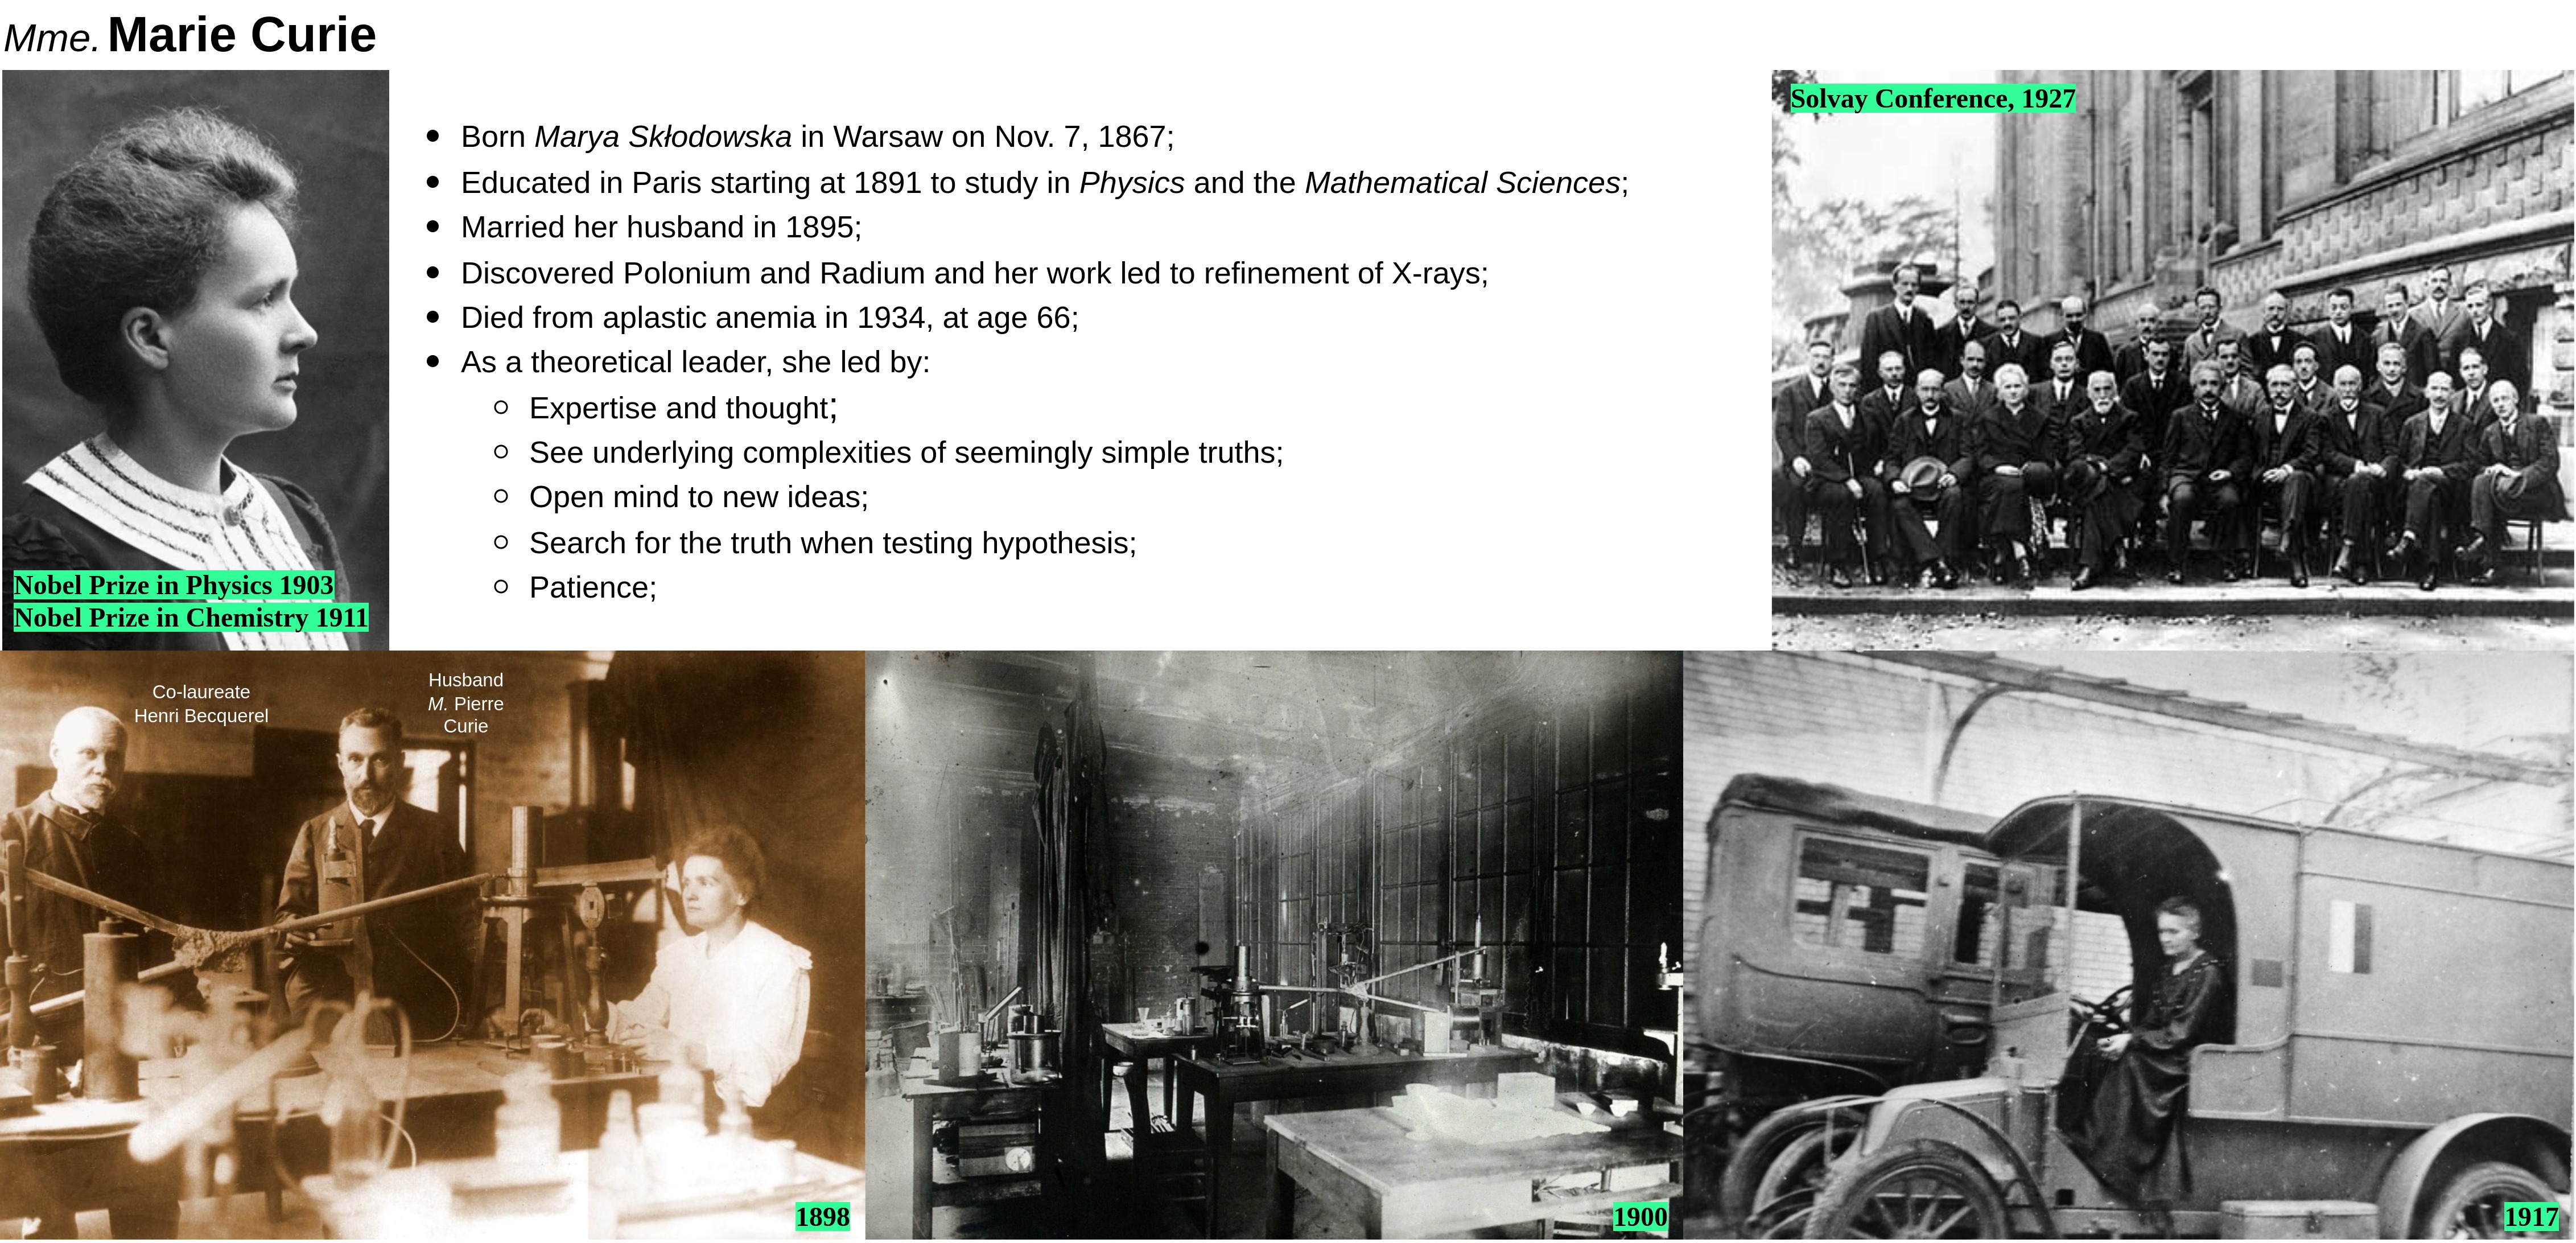 Mme. Marie Curie
Solvay Conference, 1927
Born Marya Skłodowska in Warsaw on Nov. 7, 1867;
Educated in Paris starting at 1891 to study in Physics and the Mathematical Sciences;
Married her husband in 1895;
Discovered Polonium and Radium and her work led to refinement of X-rays;
Died from aplastic anemia in 1934, at age 66;
As a theoretical leader, she led by:
Expertise and thought;
See underlying complexities of seemingly simple truths;
Open mind to new ideas;
Search for the truth when testing hypothesis;
Patience;
Nobel Prize in Physics 1903
Nobel Prize in Chemistry 1911
Co-laureate
Henri Becquerel
Husband
M. Pierre
Curie
1898
1900
1917